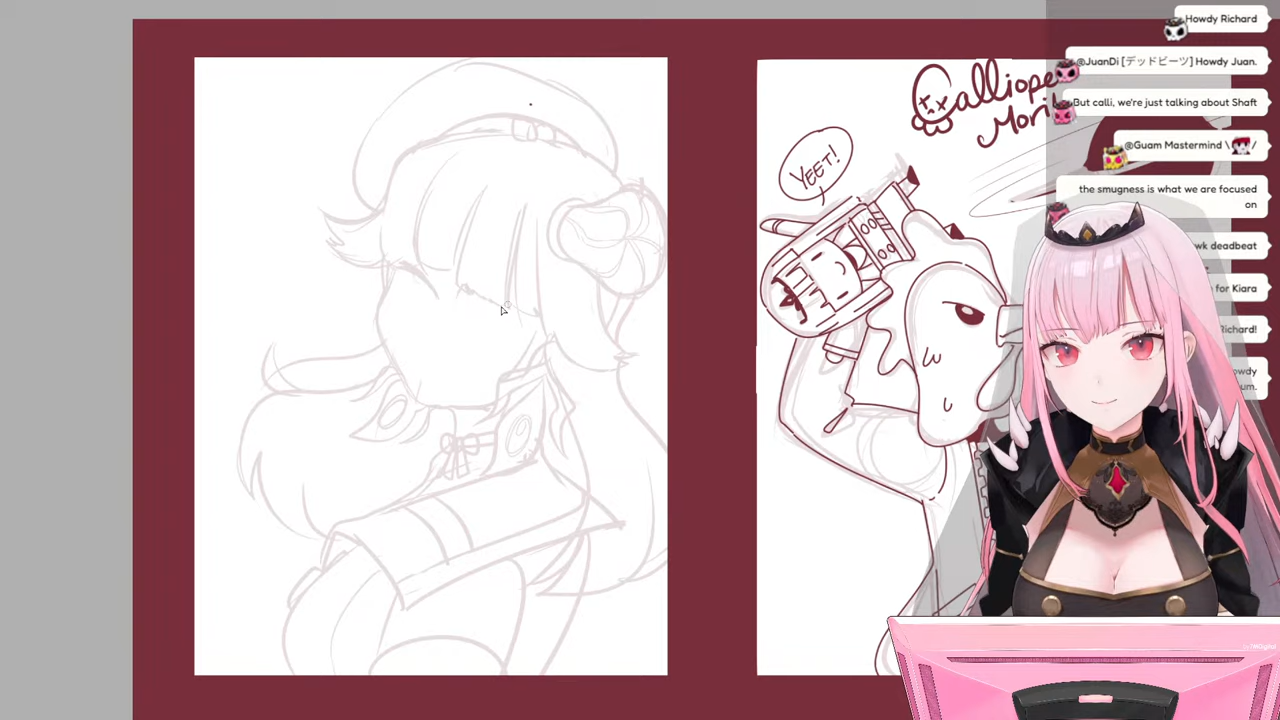 Calliope
Mori
YEET!
Howdy Richard
@JuanDi [デッドビーツ] Howdy Juan.
But calli, we're just talking about Shaft
@Guam Mastermind \ /
the smugness is what we are focused
on
wk deadbeat
for Kiara
Richard!
owdy
um.